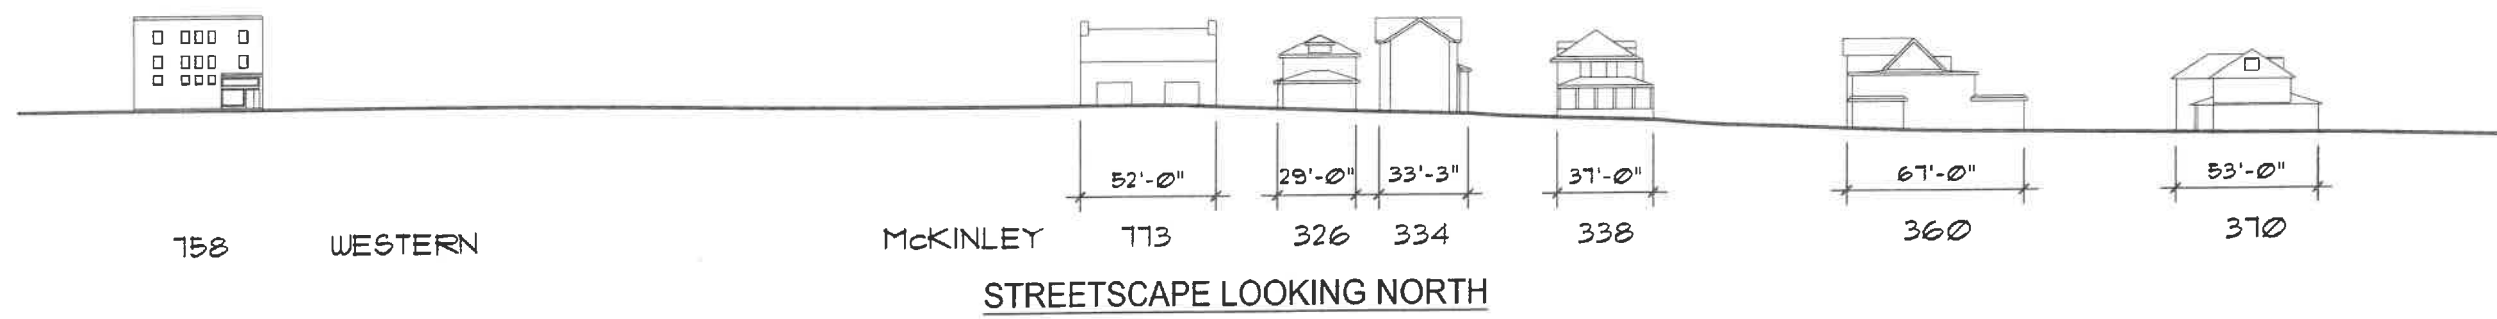 52'-0" 29'-0" 33'-3" 37'-0" 67'-0" 53'-0"
758 WESTERN McKINLEY 773 326 334 338 360 370
STREETSCAPE LOOKING NORTH